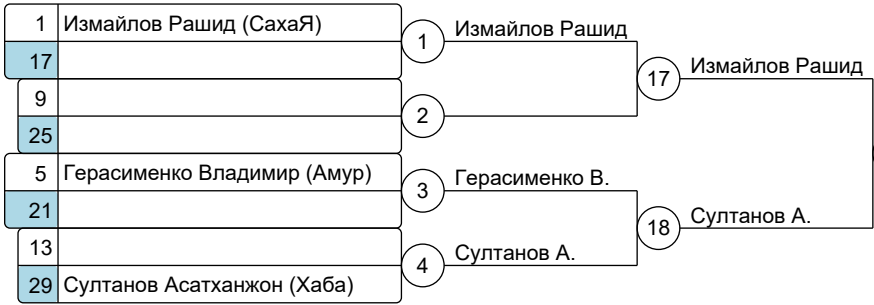 1 Измайлов Рашид (СахаЯ)
17
1 Измайлов Рашид
9
25
2
17 Измайлов Рашид
5 Герасименко Владимир (Амур)
21
3 Герасименко В.
13
29 Султанов Асатханжон (Хаба)
4 Султанов А.
18 Султанов А.